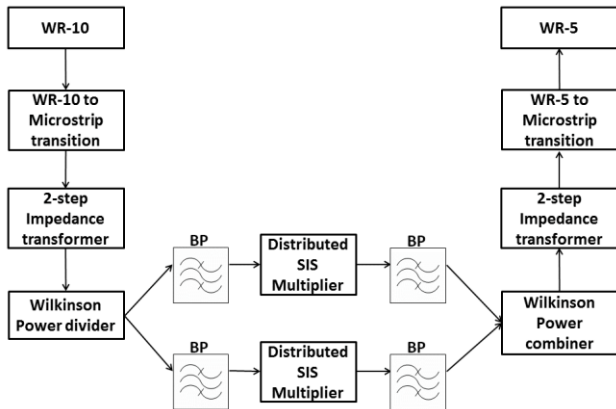 WR-10
WR-10 to
Microstrip
transition
2-step
Impedance
transformer
Wilkinson
Power divider
BP
Distributed
SIS
Multiplier
BP
BP
Distributed
SIS
Multiplier
BP
WR-5
WR-5 to
Microstrip
transition
2-step
Impedance
transformer
Wilkinson
Power
combiner